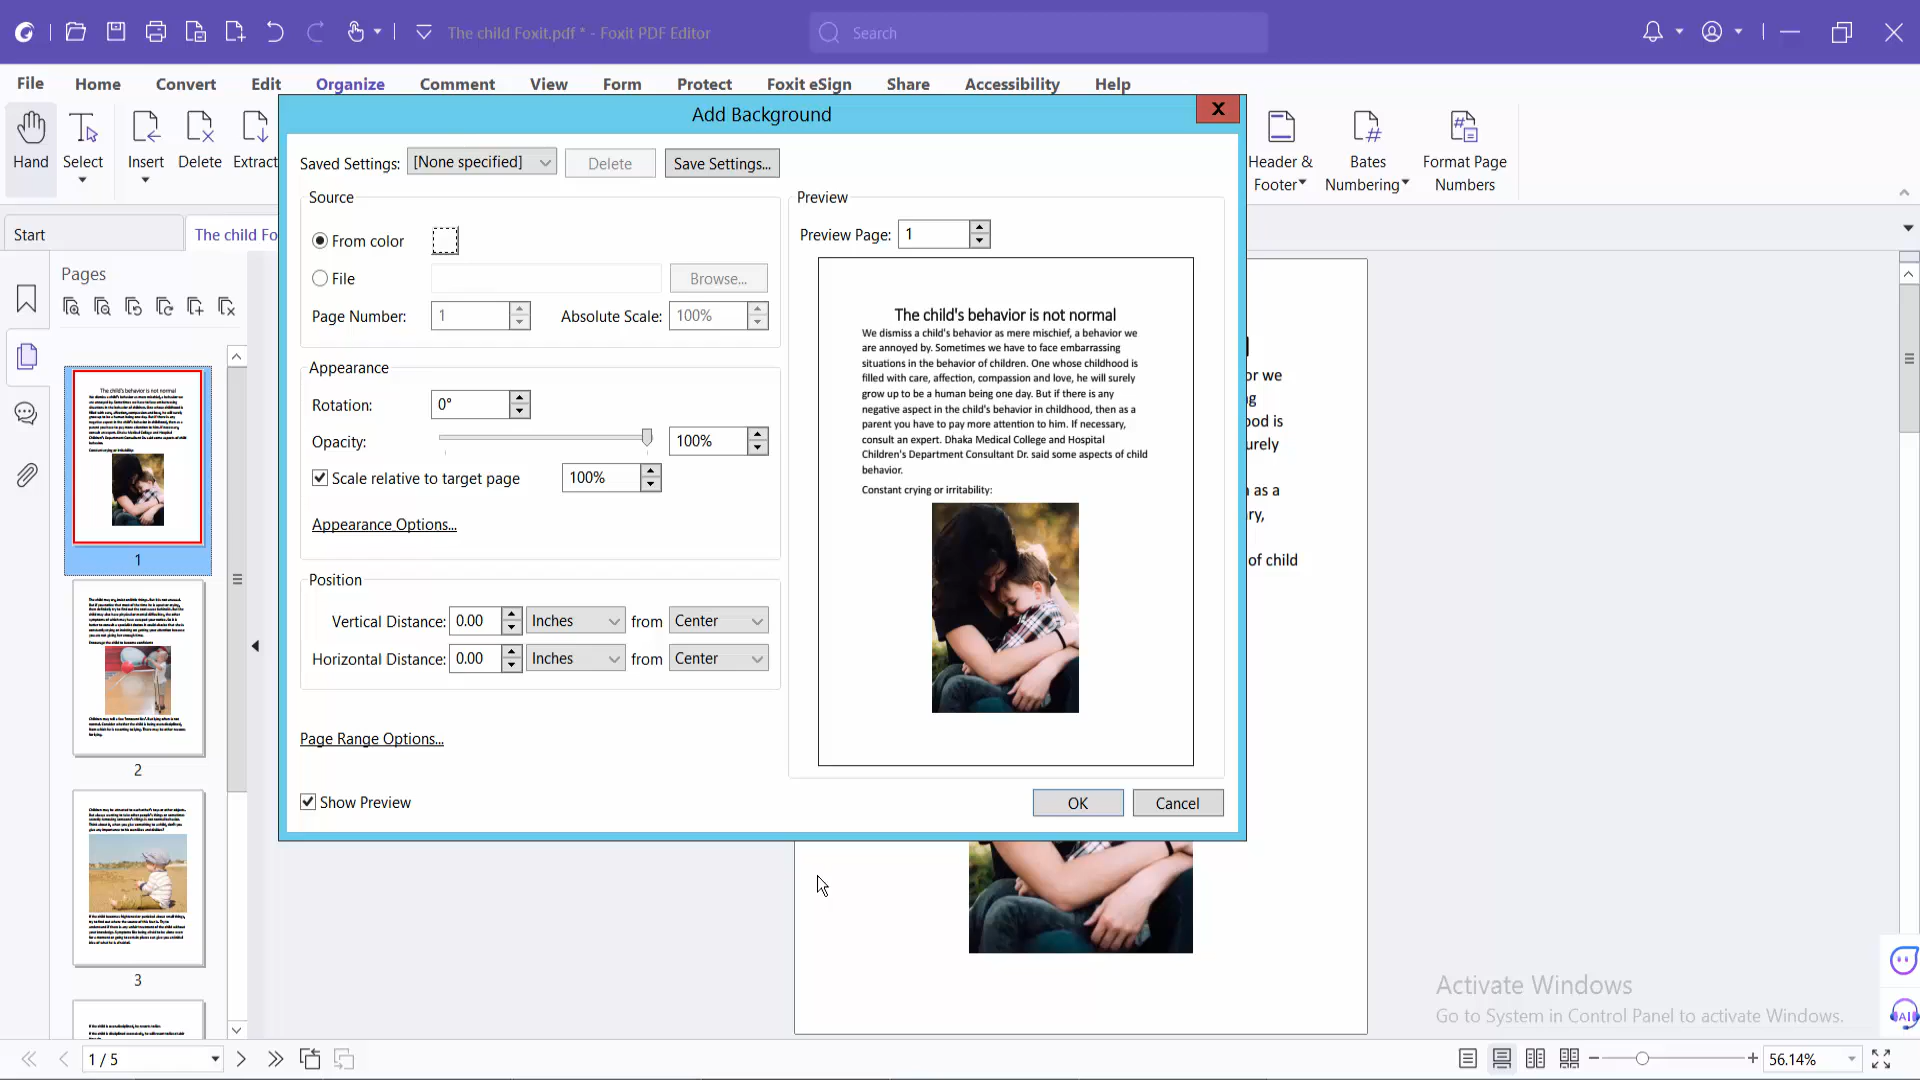 The child Foxit.pdf * - Foxit PDF Editor
Search
File Home Convert Edit Organize Comment View Form Protect Foxit eSign Share Accessibility Help
Hand Select Insert Delete Extract
Header & Footer
Bates Numbering
Format Page Numbers
Start
The child Fo
Add Background
X
Saved Settings: [None specified] Delete Save Settings...
Source
From color
File Browse...
Page Number: 1 Absolute Scale: 100%
Appearance
Rotation: 0°
Opacity: 100%
Scale relative to target page 100%
Appearance Options...
Position
Vertical Distance: 0.00 Inches from Center
Horizontal Distance: 0.00 Inches from Center
Page Range Options...
Show Preview
Preview
Preview Page: 1
The child's behavior is not normal
We dismiss a child's behavior as mere mischief, a behavior we
are annoyed by. Sometimes we have to face embarrassing
situations in the behavior of children. One whose childhood is
filled with care, affection, compassion and love, he will surely
grow up to be a human being one day. But if there is any
negative aspect in the child's behavior in childhood, then as a
parent you have to pay more attention to him. If necessary,
consult an expert. Dhaka Medical College and Hospital
Children's Department Consultant Dr. said some aspects of child
behavior.
Constant crying or irritability:
OK Cancel
Pages
The child's behavior is not normal
1
2
3
or we
g
ood is
urely
as a
ry,
of child
Activate Windows
Go to System in Control Panel to activate Windows.
AI
1 / 5
56.14%